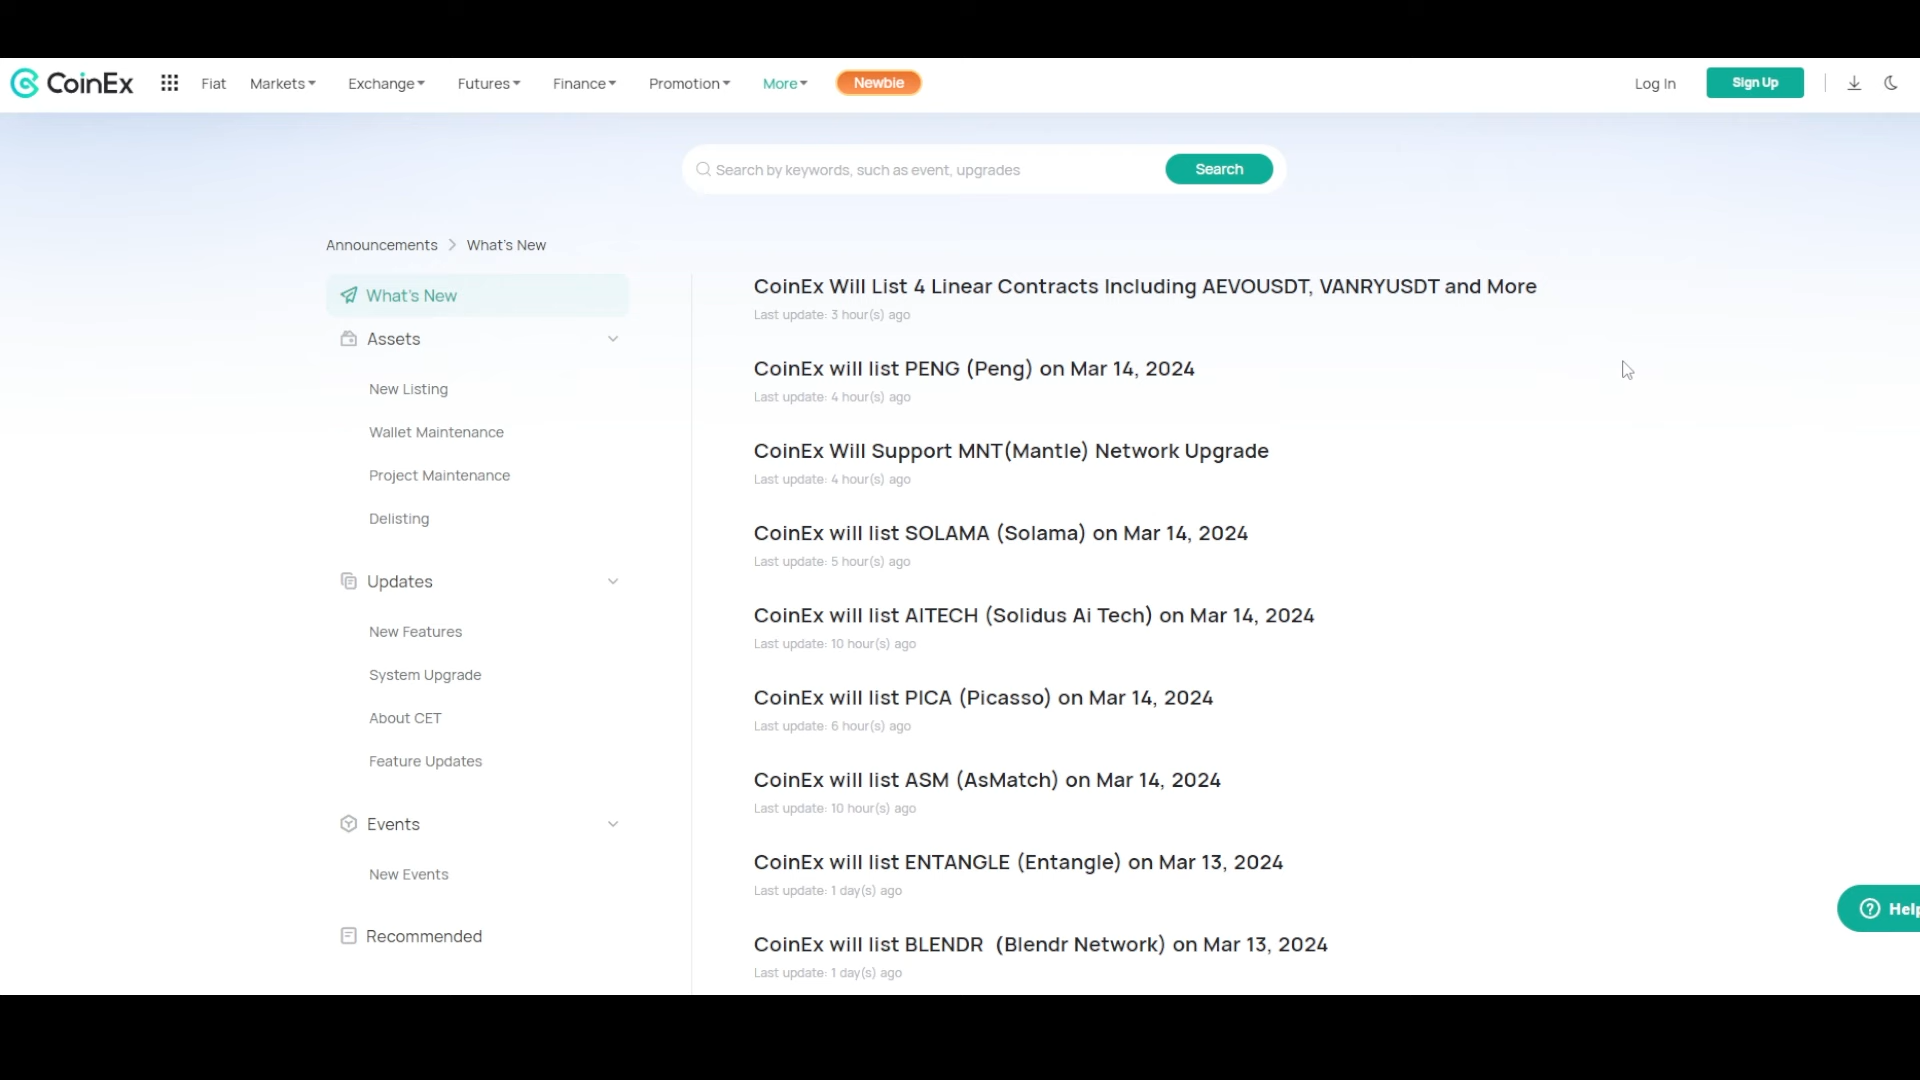 CoinEx
Fiat
Markets
Exchange
Futures
Finance
Promotion
More
Newbie
Log In
Sign Up
Search by keywords, such as event, upgrades
Search
Announcements > What's New
What's New
Assets
New Listing
Wallet Maintenance
Project Maintenance
Delisting
Updates
New Features
System Upgrade
About CET
Feature Updates
Events
New Events
Recommended
CoinEx Will List 4 Linear Contracts Including AEVOUSDT, VANRYUSDT and More
Last update: 3 hour(s) ago
CoinEx will list PENG (Peng) on Mar 14, 2024
Last update: 4 hour(s) ago
CoinEx Will Support MNT(Mantle) Network Upgrade
Last update: 4 hour(s) ago
CoinEx will list SOLAMA (Solama) on Mar 14, 2024
Last update: 5 hour(s) ago
CoinEx will list AITECH (Solidus Ai Tech) on Mar 14, 2024
Last update: 10 hour(s) ago
CoinEx will list PICA (Picasso) on Mar 14, 2024
Last update: 6 hour(s) ago
CoinEx will list ASM (AsMatch) on Mar 14, 2024
Last update: 10 hour(s) ago
CoinEx will list ENTANGLE (Entangle) on Mar 13, 2024
Last update: 1 day(s) ago
CoinEx will list BLENDR (Blendr Network) on Mar 13, 2024
Last update: 1 day(s) ago
Help